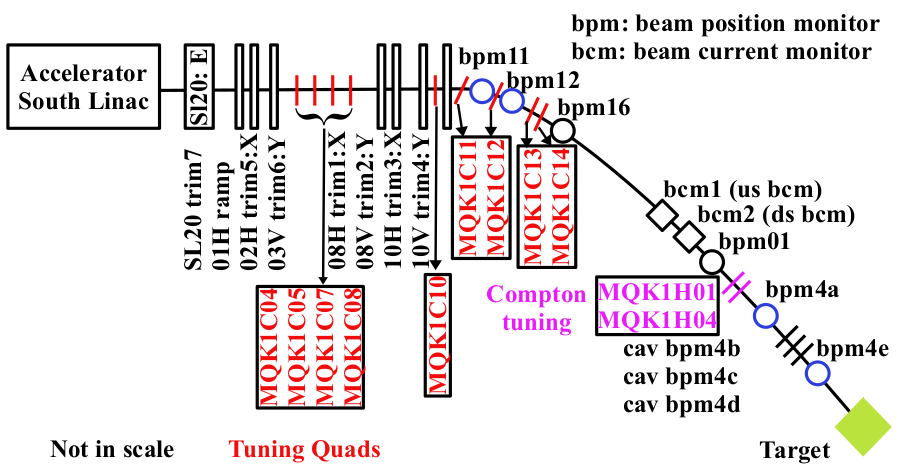 bpm: beam position monitor
bcm: beam current monitor
Accelerator
South Linac
Sl20: E
bpm11
bpm12
bpm16
SL20 trim7
01H ramp
02H trim5:X
03V trim6:Y
08H trim1:X
08V trim2:Y
10H trim3:X
10V trim4:Y
MQK1C11
MQK1C12
MQK1C13
MQK1C14
bcm1 (us bcm)
bcm2 (ds bcm)
bpm01
MQK1C04
MQK1C05
MQK1C07
MQK1C08
MQK1C10
Compton
tuning
MQK1H01
MQK1H04
bpm4a
cav bpm4b
cav bpm4c
cav bpm4d
bpm4e
Not in scale
Tuning Quads
Target